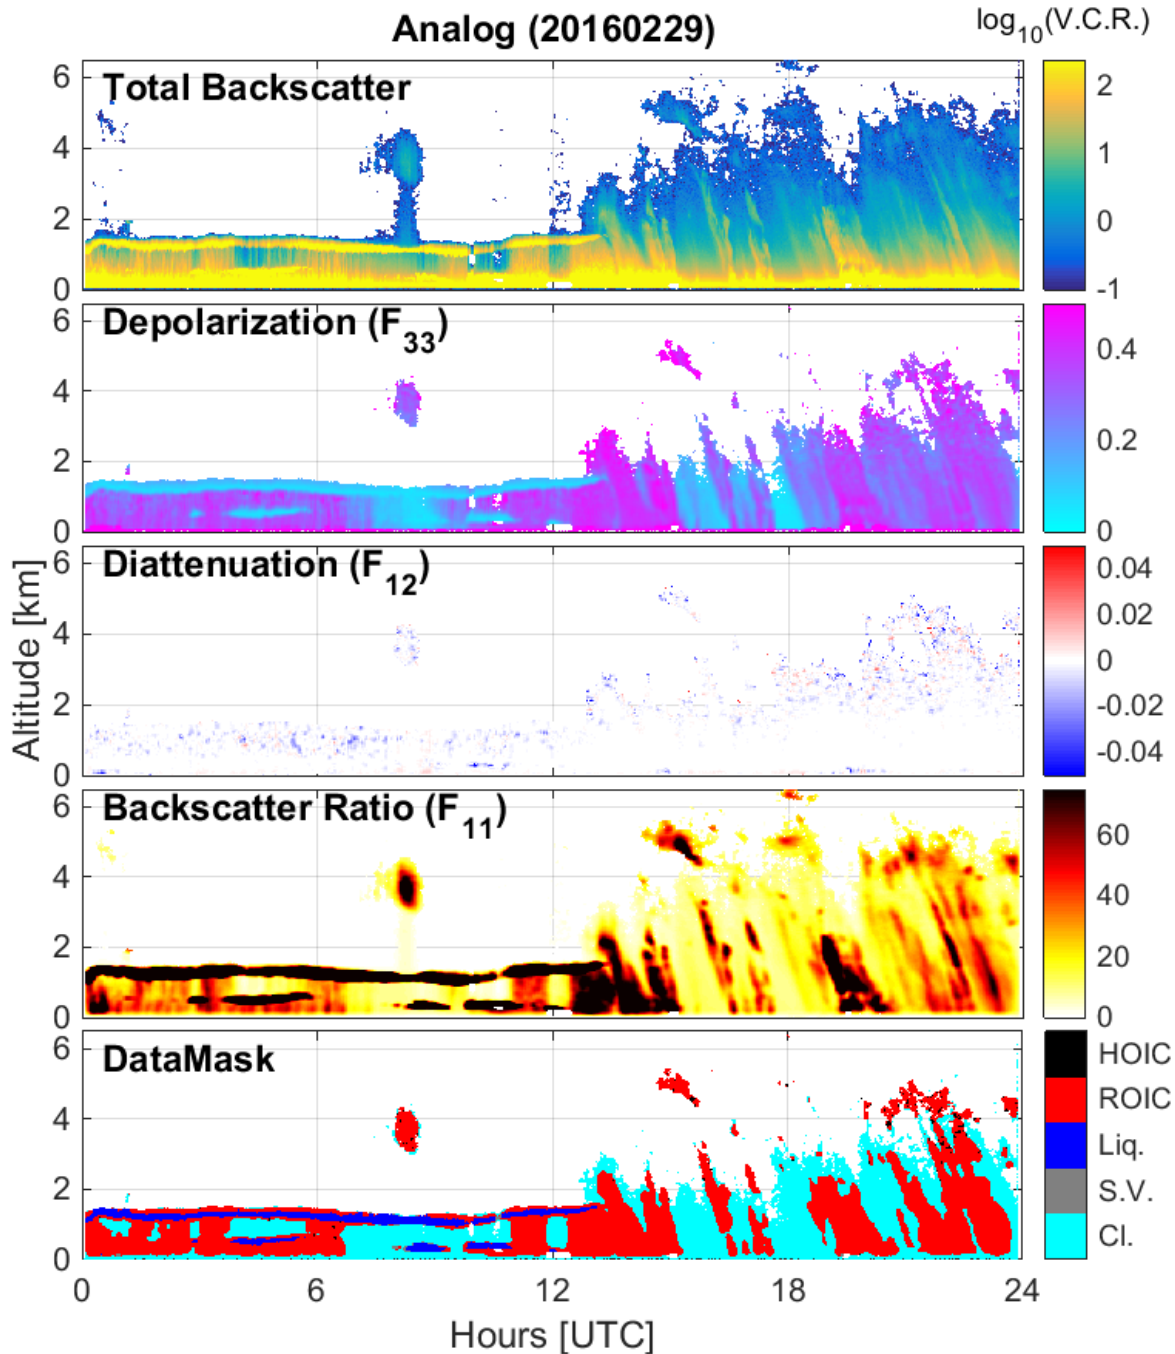 Analog (20160229)
log10(V.C.R.)
Total Backscatter
6
4
2
0
2
1
0
-1
Depolarization (F33)
6
4
2
0
0.4
0.2
0
Diattenuation (F12)
6
4
2
0
0.04
0.02
0
-0.02
-0.04
Altitude [km]
Backscatter Ratio (F11)
6
4
2
0
60
40
20
0
DataMask
6
4
2
0
HOIC
ROIC
Liq.
S.V.
Cl.
0 6 12 18 24
Hours [UTC]